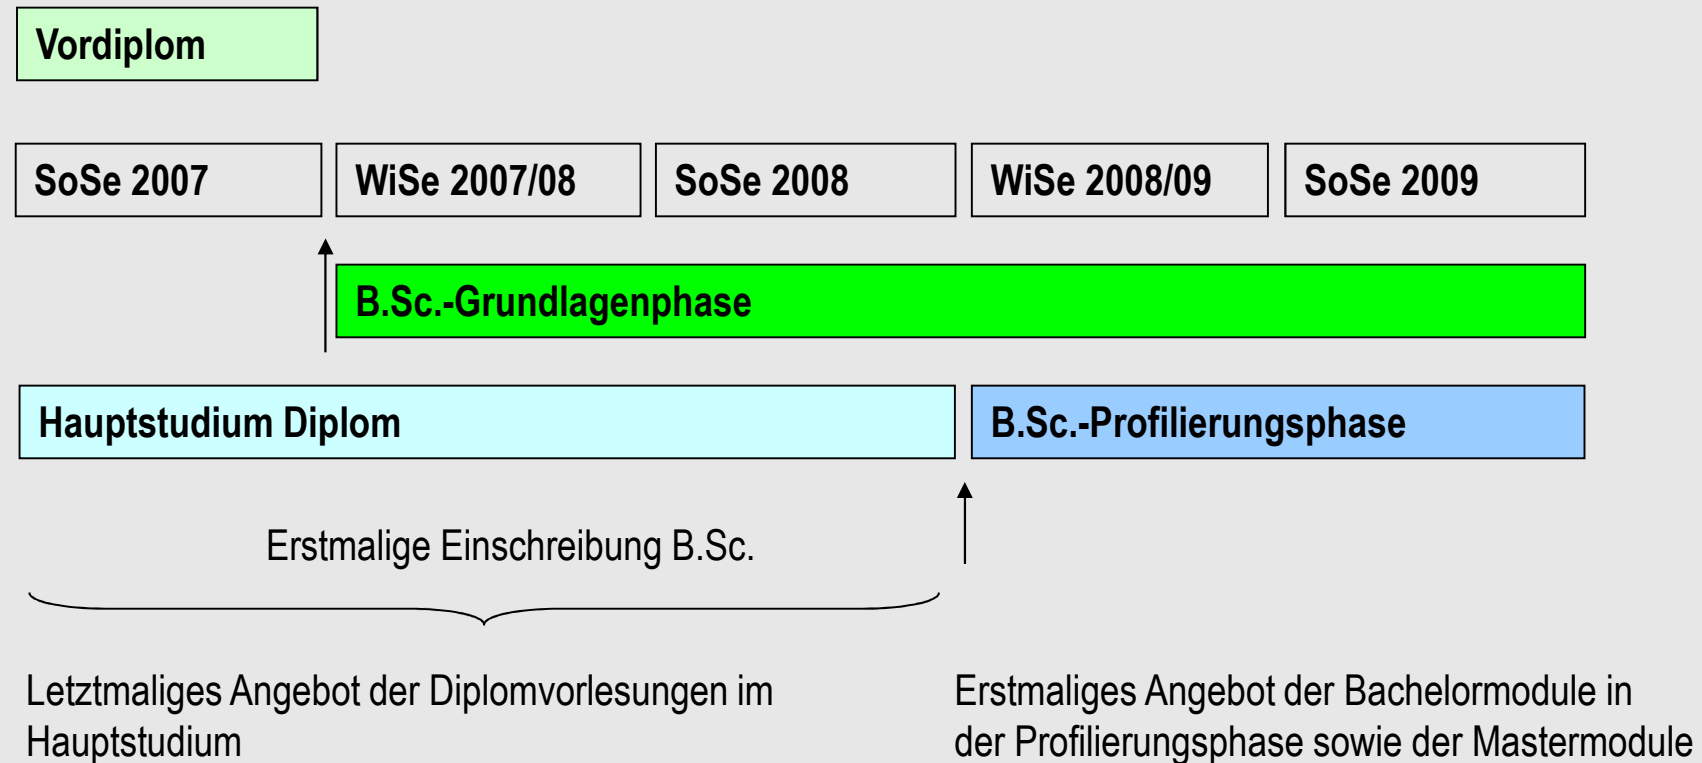 Vordiplom
SoSe 2007
WiSe 2007/08
SoSe 2008
WiSe 2008/09
SoSe 2009
B.Sc.-Grundlagenphase
Hauptstudium Diplom
B.Sc.-Profilierungsphase
Erstmalige Einschreibung B.Sc.
Letztmaliges Angebot der Diplomvorlesungen im
Hauptstudium
Erstmaliges Angebot der Bachelormodule in
der Profilierungsphase sowie der Mastermodule